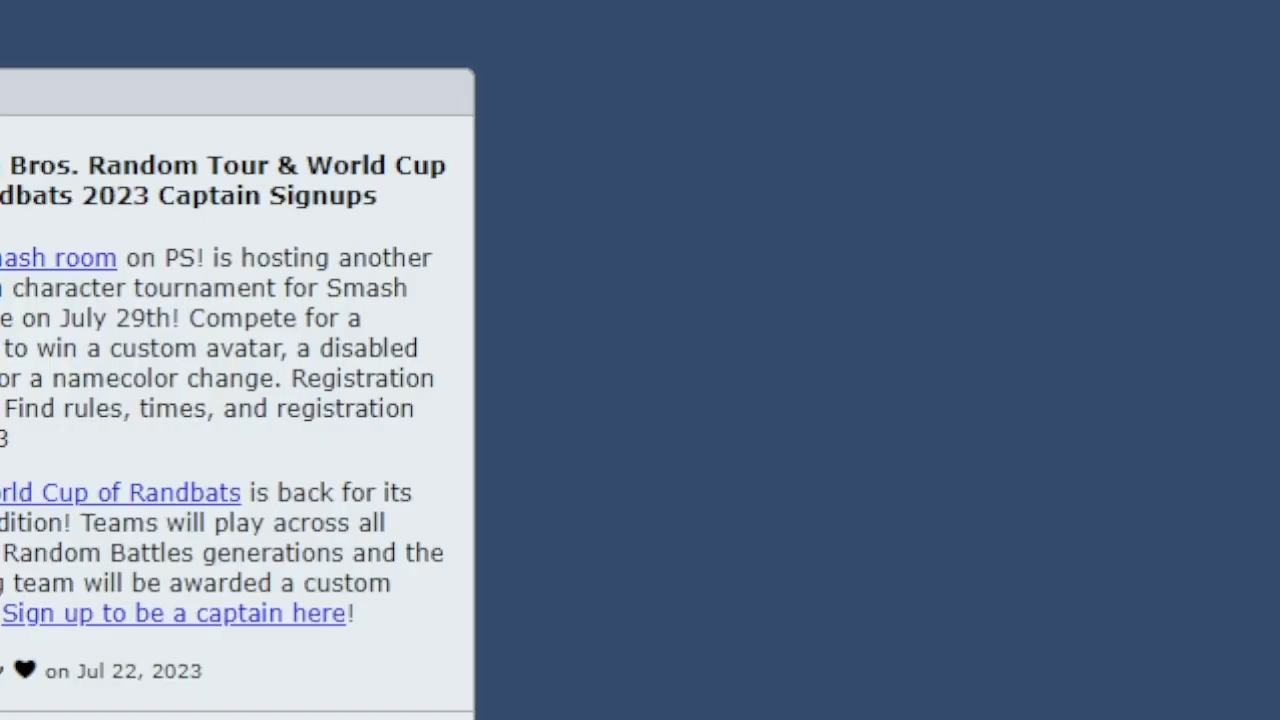 Bros. Random Tour & World Cup
dbats 2023 Captain Signups
ash room on PS! is hosting another
character tournament for Smash
e on July 29th! Compete for a
to win a custom avatar, a disabled
or a namecolor change. Registration
Find rules, times, and registration
3
rld Cup of Randbats is back for its
dition! Teams will play across all
Random Battles generations and the
g team will be awarded a custom
Sign up to be a captain here!
on Jul 22, 2023